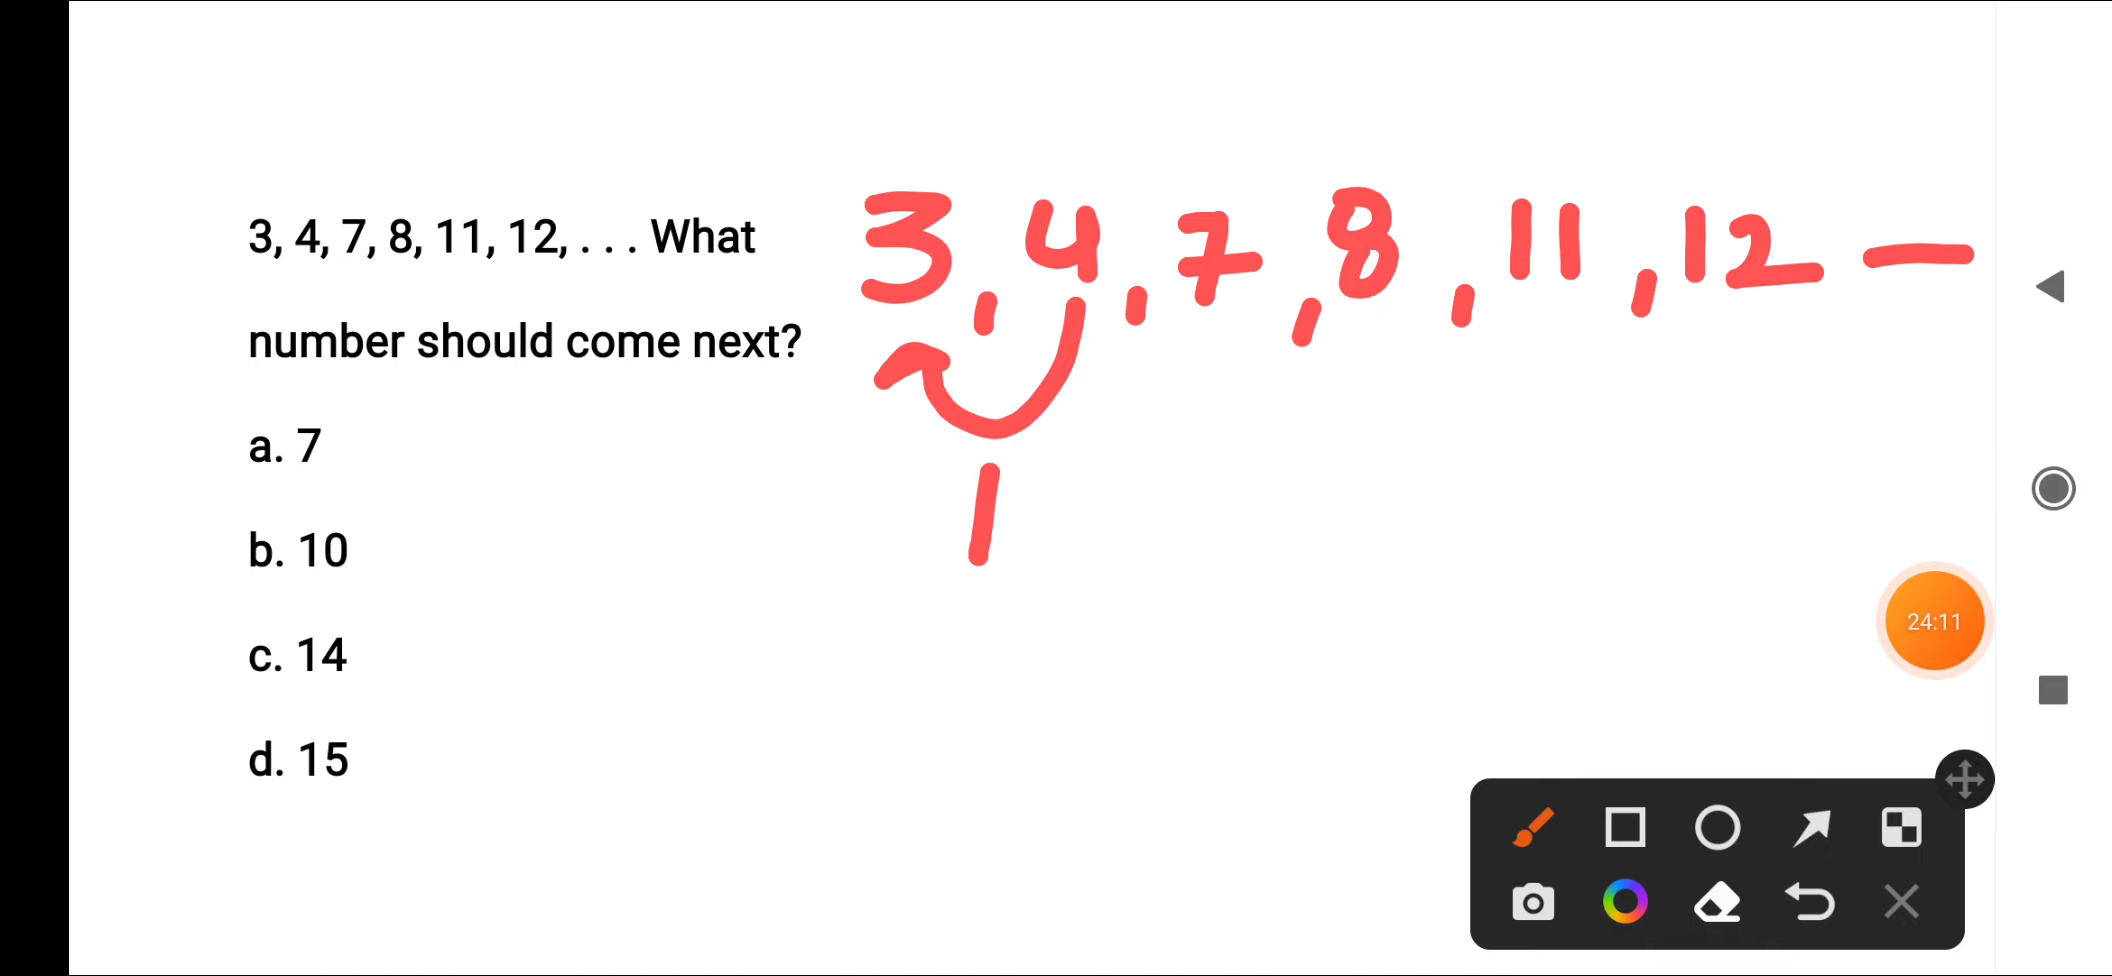 3, 4, 7, 8, 11, 12, . . . What
number should come next?
a. 7
b. 10
c. 14
d. 15
3, 4, 7, 8, 11, 12 —
1
24:11